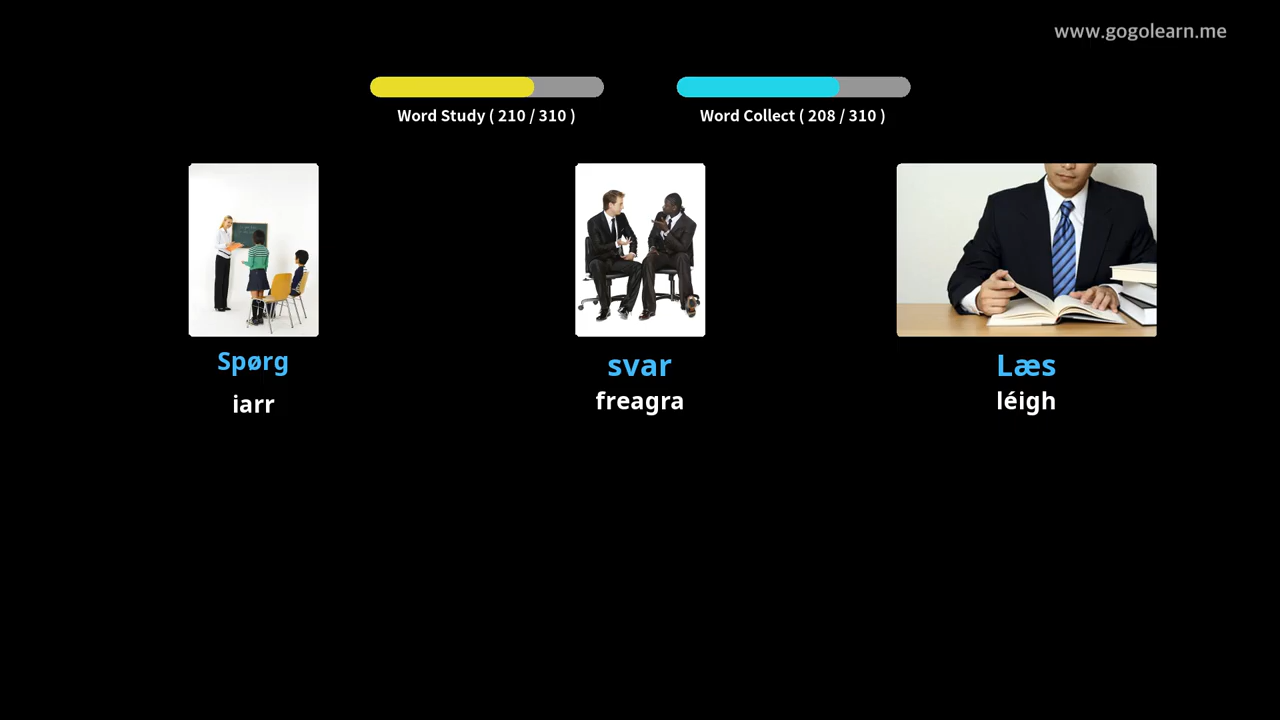 www.gogolearn.me
Word Study ( 210 / 310 )
Word Collect ( 208 / 310 )
Spørg
iarr
svar
freagra
Læs
léigh